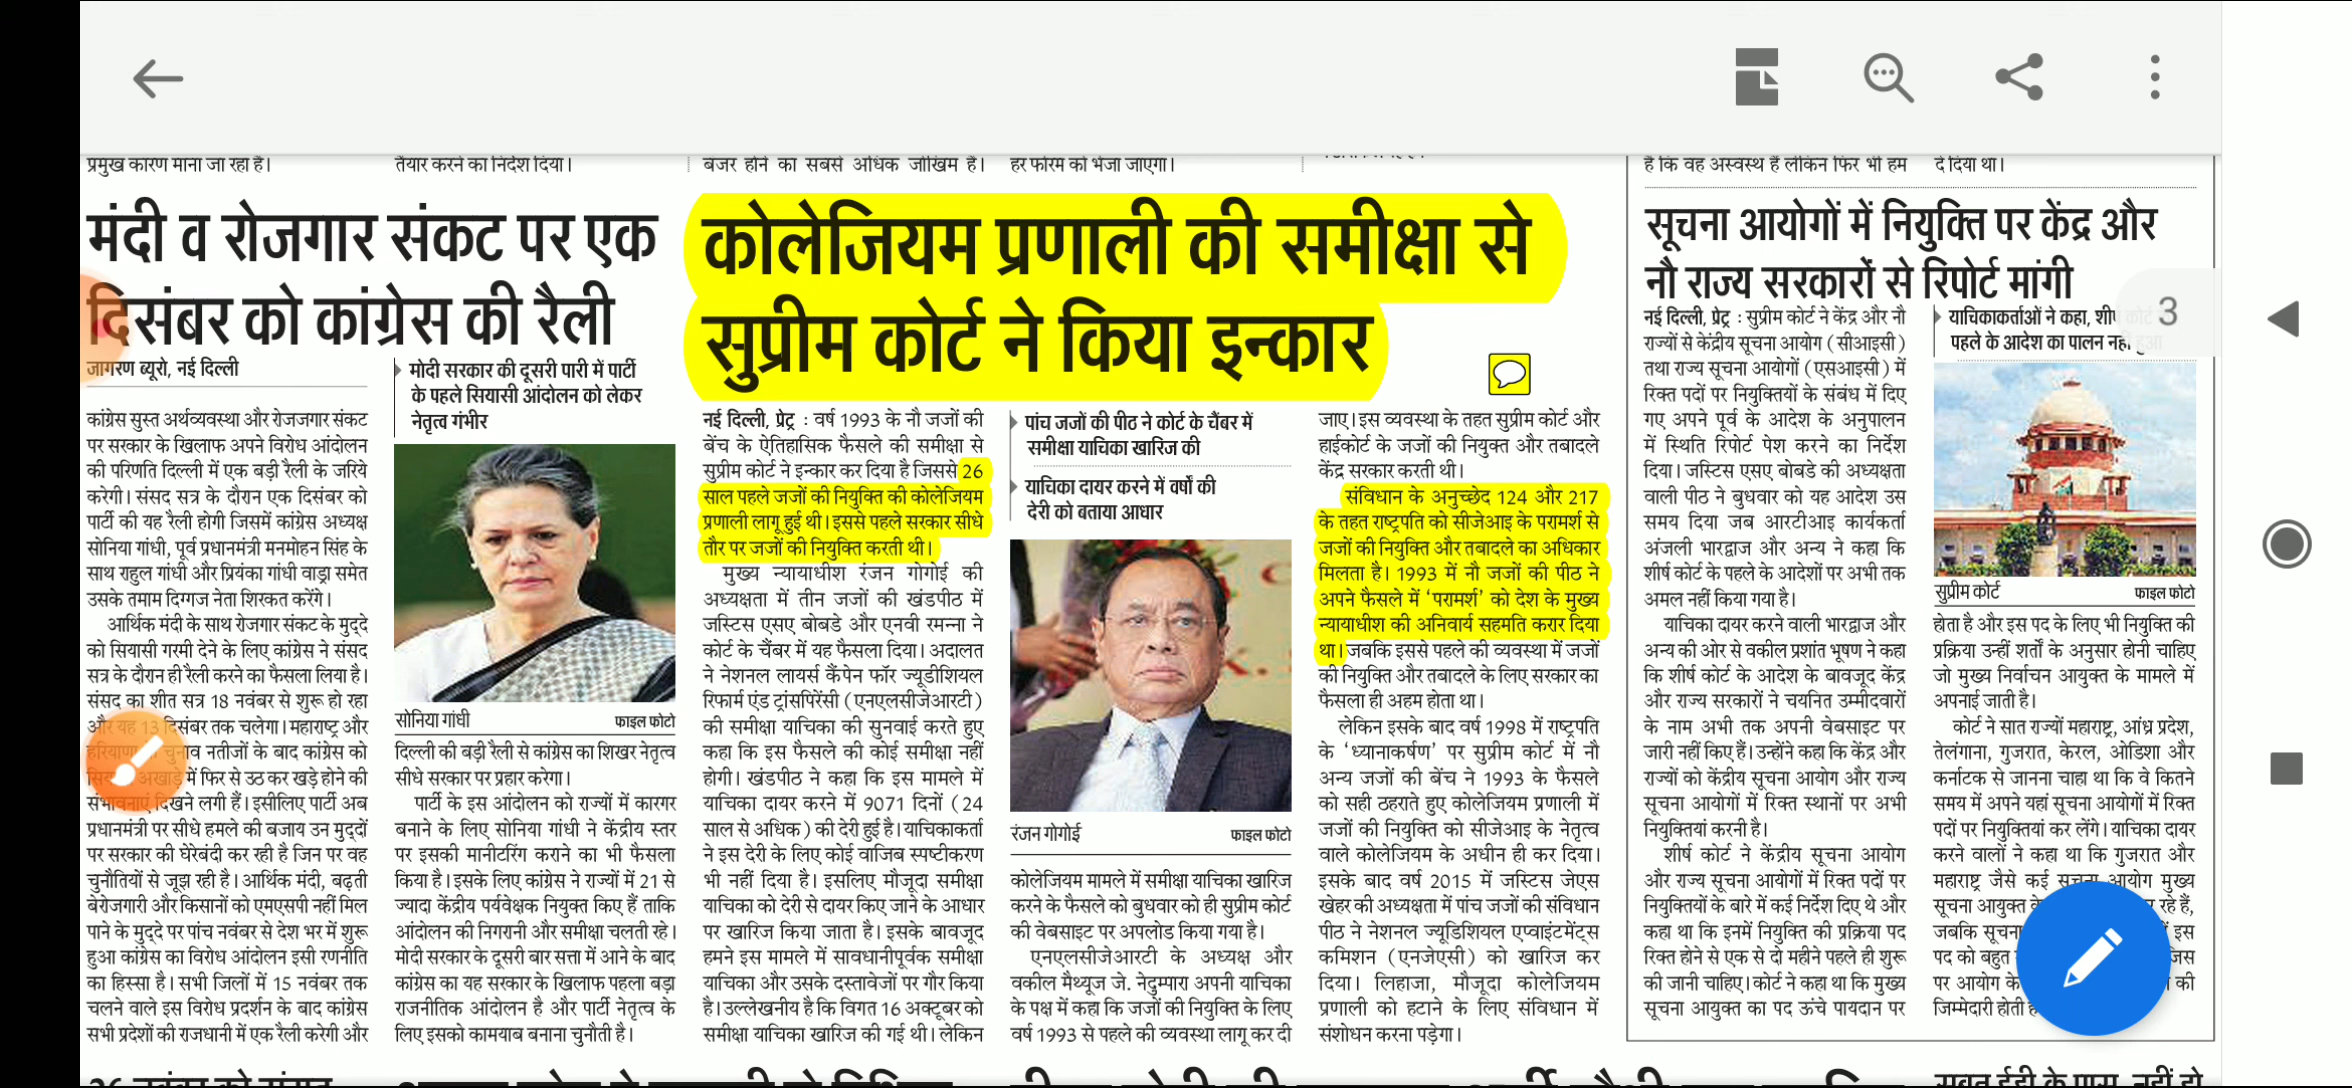 प्रमुख कारण माना जा रहा है।
तैयार करने का निर्देश दिया।
बंजर होने का सबसे अधिक जोखिम है।
हर फोरम को भेजा जाएगा।
है कि वह अस्वस्थ हैं लेकिन फिर भी हम
दे दिया था।
मंदी व रोजगार संकट पर एक
दिसंबर को कांग्रेस की रैली
जागरण ब्यूरो, नई दिल्ली
कांग्रेस सुस्त अर्थव्यवस्था और रोजजगार संकट
पर सरकार के खिलाफ अपने विरोध आंदोलन
की परिणति दिल्ली में एक बड़ी रैली के जरिये
करेगी। संसद सत्र के दौरान एक दिसंबर को
पार्टी की यह रैली होगी जिसमें कांग्रेस अध्यक्ष
सोनिया गांधी, पूर्व प्रधानमंत्री मनमोहन सिंह के
साथ राहुल गांधी और प्रियंका गांधी वाड्रा समेत
उसके तमाम दिग्गज नेता शिरकत करेंगे।
आर्थिक मंदी के साथ रोजगार संकट के मुद्दे
को सियासी गरमी देने के लिए कांग्रेस ने संसद
सत्र के दौरान ही रैली करने का फैसला लिया है।
संसद का शीत सत्र 18 नवंबर से शुरू हो रहा
और यह 13 दिसंबर तक चलेगा। महाराष्ट्र और
हरियाणा चुनाव नतीजों के बाद कांग्रेस को
अखाड़े में फिर से उठ कर खड़े होने की
संभावनाएं दिखने लगी हैं। इसीलिए पार्टी अब
प्रधानमंत्री पर सीधे हमले की बजाय उन मुद्दों
पर सरकार की घेरेबंदी कर रही है जिन पर वह
चुनौतियों से जूझ रही है। आर्थिक मंदी, बढ़ती
बेरोजगारी और किसानों को एमएसपी नहीं मिल
पाने के मुद्दे पर पांच नवंबर से देश भर में शुरू
हुआ कांग्रेस का विरोध आंदोलन इसी रणनीति
का हिस्सा है। सभी जिलों में 15 नवंबर तक
चलने वाले इस विरोध प्रदर्शन के बाद कांग्रेस
सभी प्रदेशों की राजधानी में एक रैली करेगी और
मोदी सरकार की दूसरी पारी में पार्टी
के पहले सियासी आंदोलन को लेकर
नेतृत्व गंभीर
सोनिया गांधी फाइल फोटो
दिल्ली की बड़ी रैली से कांग्रेस का शिखर नेतृत्व
सीधे सरकार पर प्रहार करेगा।
पार्टी के इस आंदोलन को राज्यों में कारगर
बनाने के लिए सोनिया गांधी ने केंद्रीय स्तर
पर इसकी मानीटरिंग कराने का भी फैसला
किया है। इसके लिए कांग्रेस ने राज्यों में 21 से
ज्यादा केंद्रीय पर्यवेक्षक नियुक्त किए हैं ताकि
आंदोलन की निगरानी और समीक्षा चलती रहे।
मोदी सरकार के दूसरी बार सत्ता में आने के बाद
कांग्रेस का यह सरकार के खिलाफ पहला बड़ा
राजनीतिक आंदोलन है और पार्टी नेतृत्व के
लिए इसको कामयाब बनाना चुनौती है।
कोलेजियम प्रणाली की समीक्षा से
सुप्रीम कोर्ट ने किया इन्कार
नई दिल्ली, प्रेट्र : वर्ष 1993 के नौ जजों की
बेंच के ऐतिहासिक फैसले की समीक्षा से
सुप्रीम कोर्ट ने इन्कार कर दिया है जिससे 26
साल पहले जजों की नियुक्ति की कोलेजियम
प्रणाली लागू हुई थी। इससे पहले सरकार सीधे
तौर पर जजों की नियुक्ति करती थी।
मुख्य न्यायाधीश रंजन गोगोई की
अध्यक्षता में तीन जजों की खंडपीठ में
जस्टिस एसए बोबडे और एनवी रमन्ना ने
कोर्ट के चैंबर में यह फैसला दिया। अदालत
ने नेशनल लायर्स कैंपेन फॉर ज्यूडीशियल
रिफार्म एंड ट्रांसपिरेंसी (एनएलसीजेआरटी)
की समीक्षा याचिका की सुनवाई करते हुए
कहा कि इस फैसले की कोई समीक्षा नहीं
होगी। खंडपीठ ने कहा कि इस मामले में
याचिका दायर करने में 9071 दिनों (24
साल से अधिक) की देरी हुई है। याचिकाकर्ता
ने इस देरी के लिए कोई वाजिब स्पष्टीकरण
भी नहीं दिया है। इसलिए मौजूदा समीक्षा
याचिका को देरी से दायर किए जाने के आधार
पर खारिज किया जाता है। इसके बावजूद
हमने इस मामले में सावधानीपूर्वक समीक्षा
याचिका और उसके दस्तावेजों पर गौर किया
है। उल्लेखनीय है कि विगत 16 अक्टूबर को
समीक्षा याचिका खारिज की गई थी। लेकिन
पांच जजों की पीठ ने कोर्ट के चैंबर में
समीक्षा याचिका खारिज की
याचिका दायर करने में वर्षों की
देरी को बताया आधार
रंजन गोगोई फाइल फोटो
कोलेजियम मामले में समीक्षा याचिका खारिज
करने के फैसले को बुधवार को ही सुप्रीम कोर्ट
की वेबसाइट पर अपलोड किया गया है।
एनएलसीजेआरटी के अध्यक्ष और
वकील मैथ्यूज जे. नेदुम्पारा अपनी याचिका
के पक्ष में कहा कि जजों की नियुक्ति के लिए
वर्ष 1993 से पहले की व्यवस्था लागू कर दी
जाए। इस व्यवस्था के तहत सुप्रीम कोर्ट और
हाईकोर्ट के जजों की नियुक्त और तबादले
केंद्र सरकार करती थी।
संविधान के अनुच्छेद 124 और 217
के तहत राष्ट्रपति को सीजेआइ के परामर्श से
जजों की नियुक्ति और तबादले का अधिकार
मिलता है। 1993 में नौ जजों की पीठ ने
अपने फैसले में ‘परामर्श’ को देश के मुख्य
न्यायाधीश की अनिवार्य सहमति करार दिया
था। जबकि इससे पहले की व्यवस्था में जजों
की नियुक्ति और तबादले के लिए सरकार का
फैसला ही अहम होता था।
लेकिन इसके बाद वर्ष 1998 में राष्ट्रपति
के ‘ध्यानाकर्षण’ पर सुप्रीम कोर्ट में नौ
अन्य जजों की बेंच ने 1993 के फैसले
को सही ठहराते हुए कोलेजियम प्रणाली में
जजों की नियुक्ति को सीजेआइ के नेतृत्व
वाले कोलेजियम के अधीन ही कर दिया।
इसके बाद वर्ष 2015 में जस्टिस जेएस
खेहर की अध्यक्षता में पांच जजों की संविधान
पीठ ने नेशनल ज्यूडिशियल एप्वाइंटमेंट्स
कमिशन (एनजेएसी) को खारिज कर
दिया। लिहाजा, मौजूदा कोलेजियम
प्रणाली को हटाने के लिए संविधान में
संशोधन करना पड़ेगा।
सूचना आयोगों में नियुक्ति पर केंद्र और
नौ राज्य सरकारों से रिपोर्ट मांगी
3
नई दिल्ली, प्रेट्र : सुप्रीम कोर्ट ने केंद्र और नौ
राज्यों से केंद्रीय सूचना आयोग (सीआइसी)
तथा राज्य सूचना आयोगों (एसआइसी) में
रिक्त पदों पर नियुक्तियों के संबंध में दिए
गए अपने पूर्व के आदेश के अनुपालन
में स्थिति रिपोर्ट पेश करने का निर्देश
दिया। जस्टिस एसए बोबडे की अध्यक्षता
वाली पीठ ने बुधवार को यह आदेश उस
समय दिया जब आरटीआइ कार्यकर्ता
अंजली भारद्वाज और अन्य ने कहा कि
शीर्ष कोर्ट के पहले के आदेशों पर अभी तक
अमल नहीं किया गया है।
याचिका दायर करने वाली भारद्वाज और
अन्य की ओर से वकील प्रशांत भूषण ने कहा
कि शीर्ष कोर्ट के आदेश के बावजूद केंद्र
और राज्य सरकारों ने चयनित उम्मीदवारों
के नाम अभी तक अपनी वेबसाइट पर
जारी नहीं किए हैं। उन्होंने कहा कि केंद्र और
राज्यों को केंद्रीय सूचना आयोग और राज्य
सूचना आयोगों में रिक्त स्थानों पर अभी
नियुक्तियां करनी है।
शीर्ष कोर्ट ने केंद्रीय सूचना आयोग
और राज्य सूचना आयोगों में रिक्त पदों पर
नियुक्तियों के बारे में कई निर्देश दिए थे और
कहा था कि इनमें नियुक्ति की प्रक्रिया पद
रिक्त होने से एक से दो महीने पहले ही शुरू
की जानी चाहिए। कोर्ट ने कहा था कि मुख्य
सूचना आयुक्त का पद ऊंचे पायदान पर
याचिकाकर्ताओं ने कहा, शीर्ष कोर्ट
पहले के आदेश का पालन नहीं हुआ
सुप्रीम कोर्ट फाइल फोटो
होता है और इस पद के लिए भी नियुक्ति की
प्रक्रिया उन्हीं शर्तों के अनुसार होनी चाहिए
जो मुख्य निर्वाचन आयुक्त के मामले में
अपनाई जाती है।
कोर्ट ने सात राज्यों महाराष्ट्र, आंध्र प्रदेश,
तेलंगाना, गुजरात, केरल, ओडिशा और
कर्नाटक से जानना चाहा था कि वे कितने
समय में अपने यहां सूचना आयोगों में रिक्त
पदों पर नियुक्तियां कर लेंगे। याचिका दायर
करने वालों ने कहा था कि गुजरात और
महाराष्ट्र जैसे कई सूचना आयोग मुख्य
सूचना आयुक्त रहे हैं,
जबकि सूचना इस
पद को बहुत
पर आयोग के की
जिम्मेदारी होती